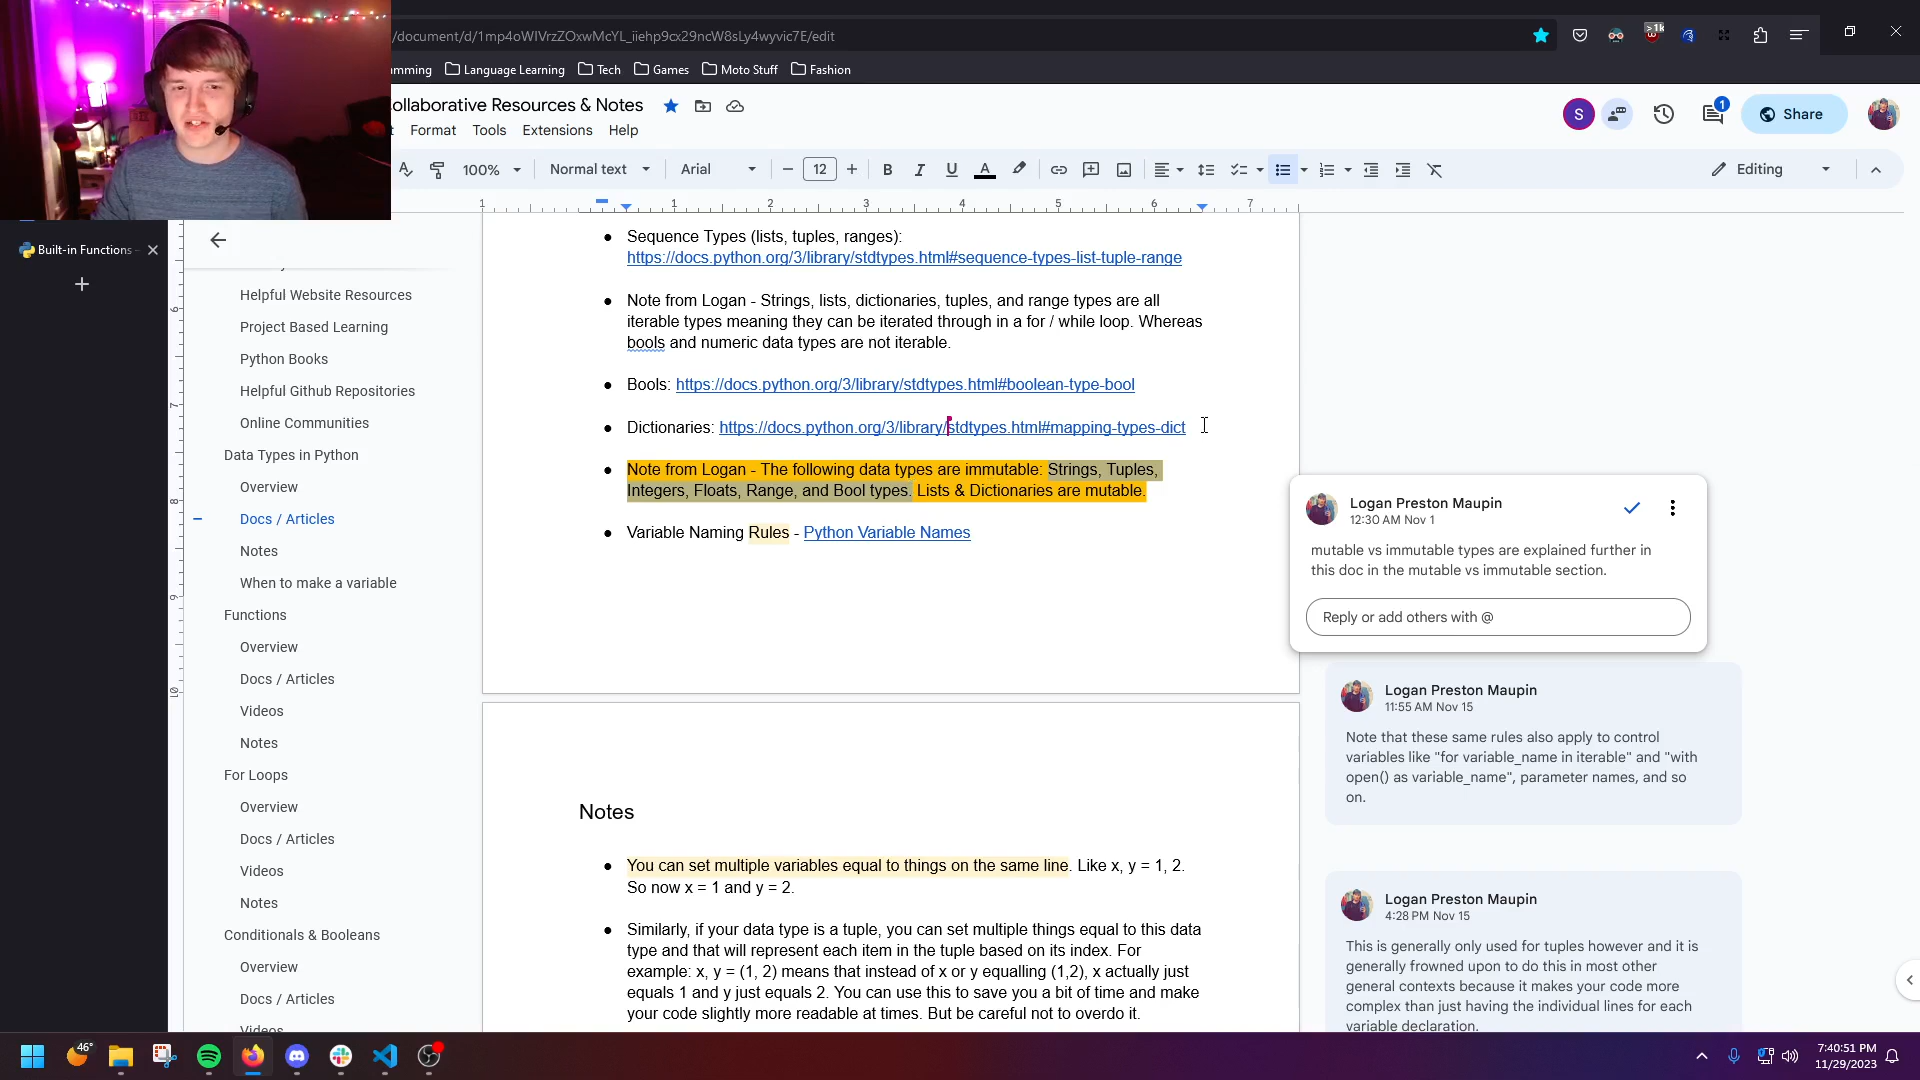 /document/d/1mp4oWIVrzZOxwMcYL_iiehp9cx29ncW8sLy4wyvic7E/edit
>1k
amming
Language Learning
Tech
Games
Moto Stuff
Fashion
ollaborative Resources & Notes
t Format Tools Extensions Help
S
1
Share
100%
Normal text
Arial
12
B
I
U
A
Editing
1 1 2 3 4 5 6 7
6
7
8
9
10
Built-in Functions -
Helpful Website Resources
Project Based Learning
Python Books
Helpful Github Repositories
Online Communities
Data Types in Python
Overview
Docs / Articles
Notes
When to make a variable
Functions
Overview
Docs / Articles
Videos
Notes
For Loops
Overview
Docs / Articles
Videos
Notes
Conditionals & Booleans
Overview
Docs / Articles
Videos
Sequence Types (lists, tuples, ranges):
https://docs.python.org/3/library/stdtypes.html#sequence-types-list-tuple-range
Note from Logan - Strings, lists, dictionaries, tuples, and range types are all
iterable types meaning they can be iterated through in a for / while loop. Whereas
bools and numeric data types are not iterable.
Bools: https://docs.python.org/3/library/stdtypes.html#boolean-type-bool
Dictionaries: https://docs.python.org/3/library/stdtypes.html#mapping-types-dict
Note from Logan - The following data types are immutable: Strings, Tuples,
Integers, Floats, Range, and Bool types. Lists & Dictionaries are mutable.
Variable Naming Rules - Python Variable Names
Notes
You can set multiple variables equal to things on the same line. Like x, y = 1, 2.
So now x = 1 and y = 2.
Similarly, if your data type is a tuple, you can set multiple things equal to this data
type and that will represent each item in the tuple based on its index. For
example: x, y = (1, 2) means that instead of x or y equalling (1,2), x actually just
equals 1 and y just equals 2. You can use this to save you a bit of time and make
your code slightly more readable at times. But be careful not to overdo it.
Logan Preston Maupin
12:30 AM Nov 1
mutable vs immutable types are explained further in
this doc in the mutable vs immutable section.
Reply or add others with @
Logan Preston Maupin
11:55 AM Nov 15
Note that these same rules also apply to control
variables like "for variable_name in iterable" and "with
open() as variable_name", parameter names, and so
on.
Logan Preston Maupin
4:28 PM Nov 15
This is generally only used for tuples however and it is
generally frowned upon to do this in most other
general contexts because it makes your code more
complex than just having the individual lines for each
variable declaration.
46°
7:40:51 PM
11/29/2023